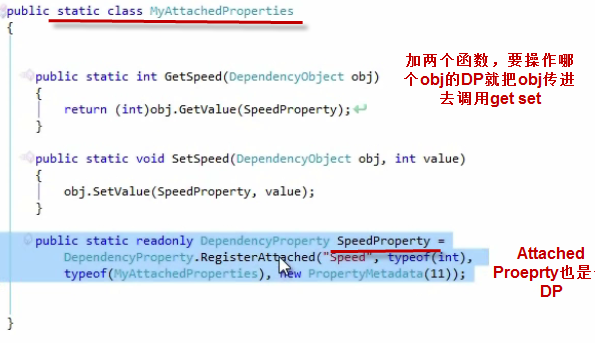 public static class MyAttachedProperties
{
public static int GetSpeed(DependencyObject obj)
{
return (int)obj.GetValue(SpeedProperty);
}
public static void SetSpeed(DependencyObject obj, int value)
{
obj.SetValue(SpeedProperty, value);
}
public static readonly DependencyProperty SpeedProperty =
DependencyProperty.RegisterAttached("Speed", typeof(int),
typeof(MyAttachedProperties), new PropertyMetadata(11));
}
加两个函数，要操作哪
个obj的DP就把obj传进
去调用get set
Attached
Proeprty也是
DP